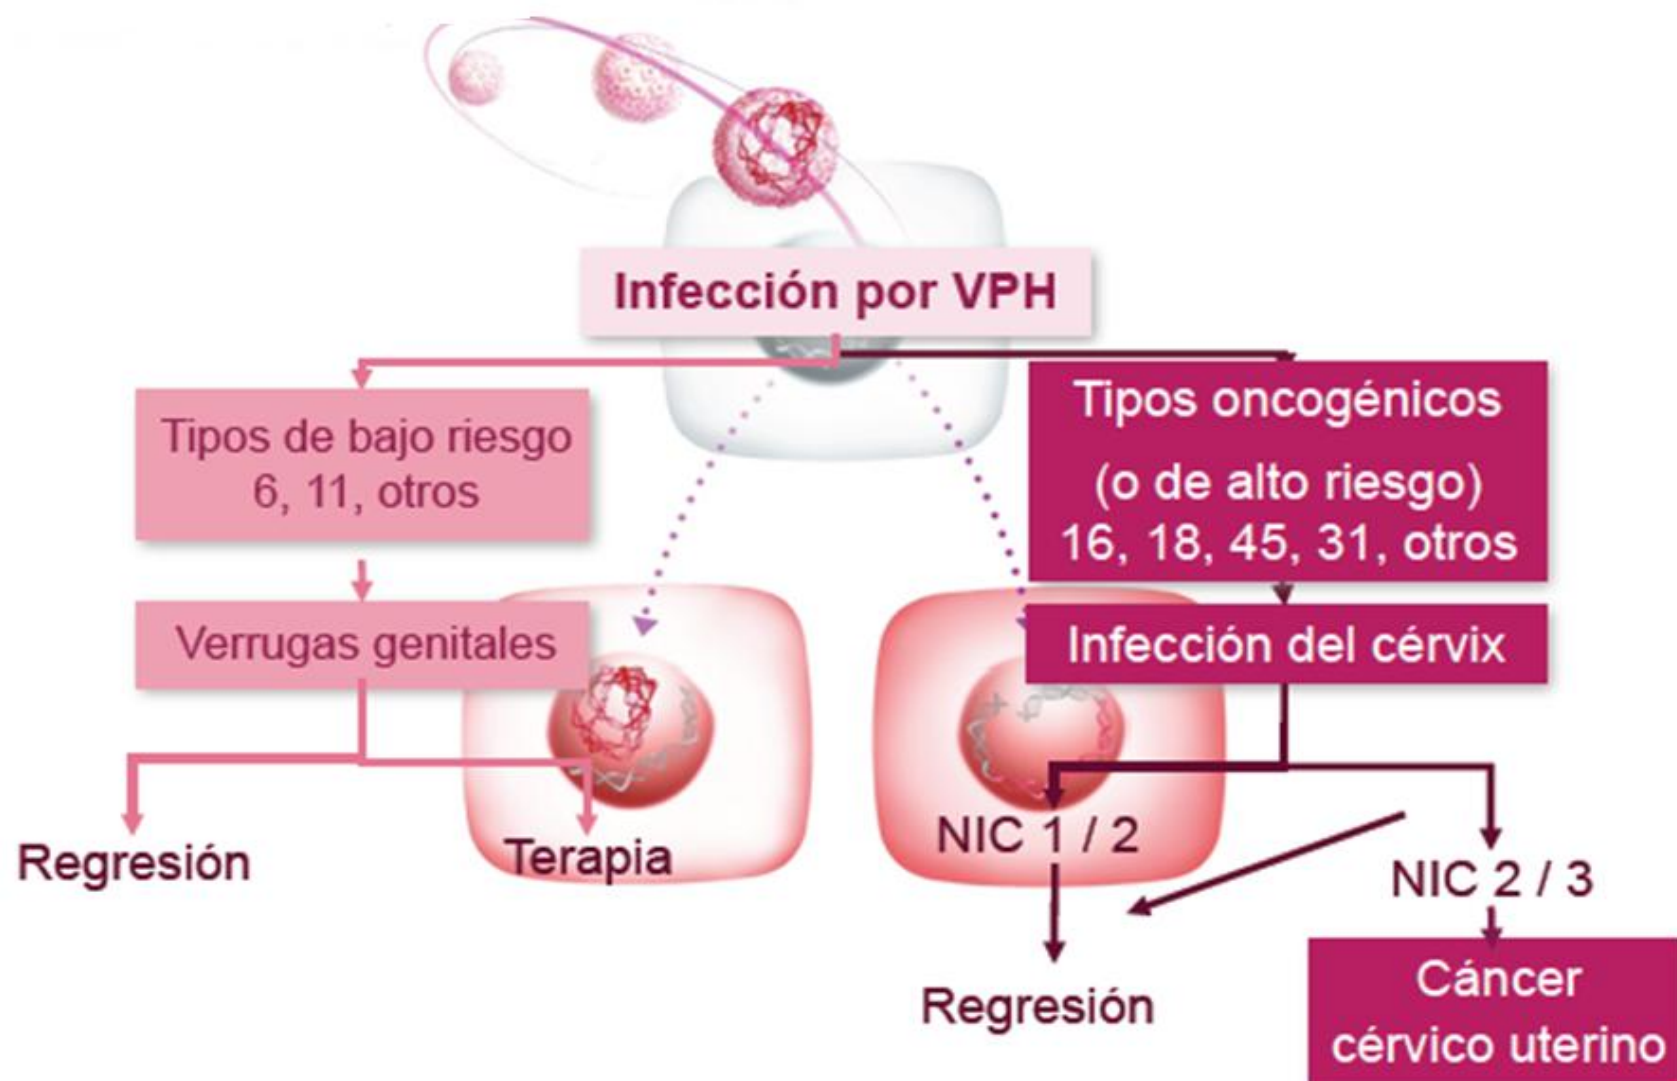 Infección por VPH
Tipos de bajo riesgo
6, 11, otros
Verrugas genitales
Regresión
Terapia
Tipos oncogénicos
(o de alto riesgo)
16, 18, 45, 31, otros
Infección del cérvix
NIC 1 / 2
Regresión
NIC 2 / 3
Cáncer
cérvico uterino